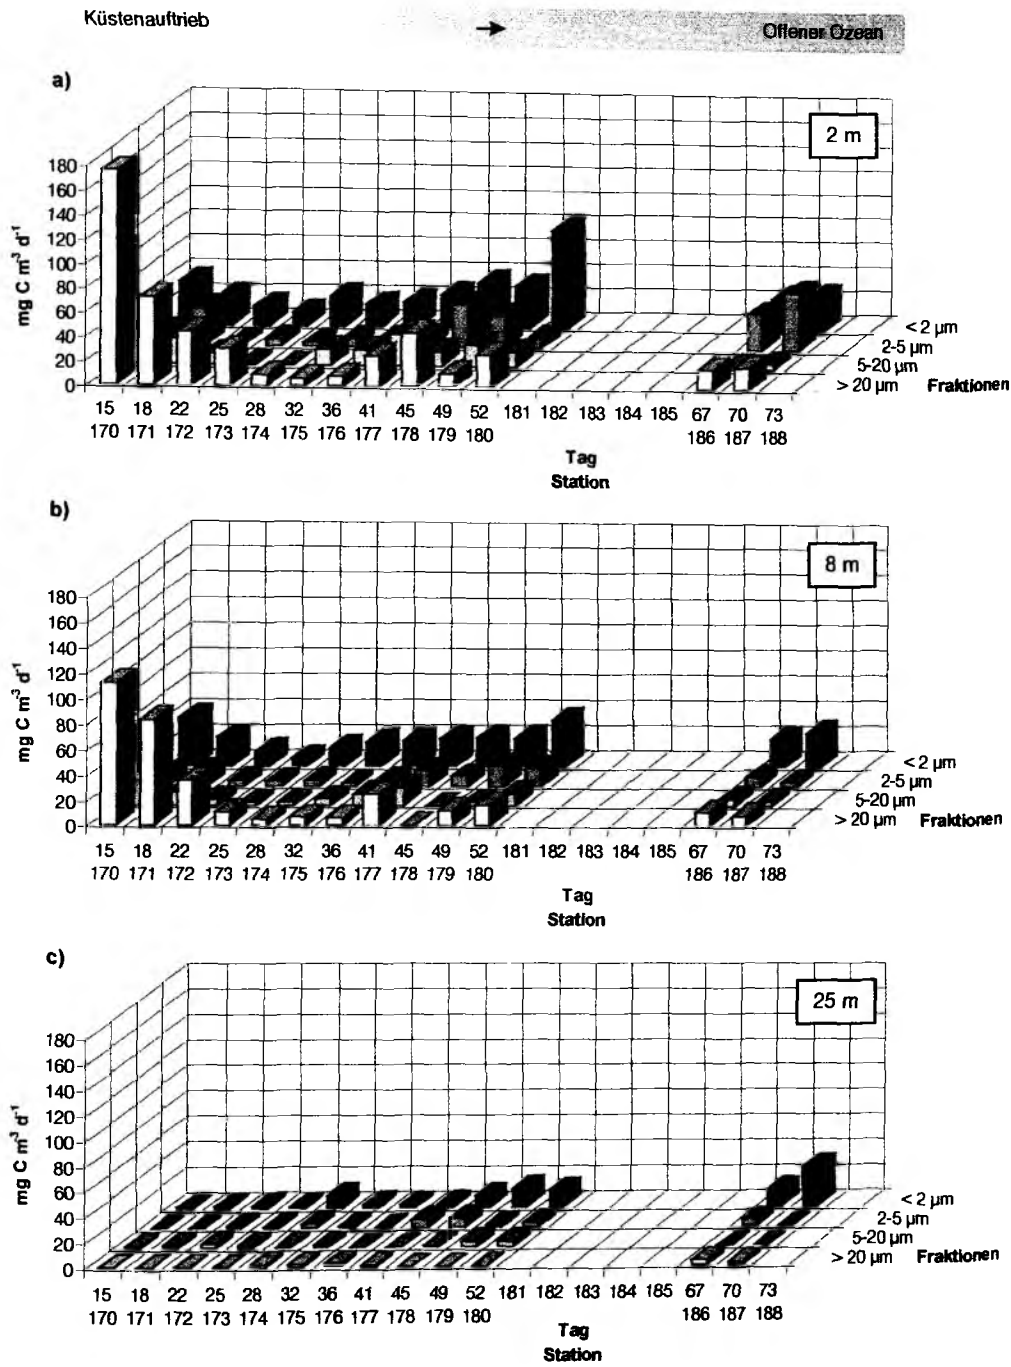 Küstenauftrieb
Offener Ozean
a)
2 m
180
160
140
120
100
80
60
40
20
0
mg C m³ d⁻¹
< 2 µm
2-5 µm
5-20 µm
> 20 µm Fraktionen
15 18 22 25 28 32 36 41 45 49 52 181 182 183 184 185 67 70 73
170 171 172 173 174 175 176 177 178 179 180 186 187 188
Tag
Station
b)
8 m
180
160
140
120
100
80
60
40
20
0
mg C m³ d⁻¹
< 2 µm
2-5 µm
5-20 µm
> 20 µm Fraktionen
15 18 22 25 28 32 36 41 45 49 52 181 182 183 184 185 67 70 73
170 171 172 173 174 175 176 177 178 179 180 186 187 188
Tag
Station
c)
25 m
180
160
140
120
100
80
60
40
20
0
mg C m³ d⁻¹
< 2 µm
2-5 µm
5-20 µm
> 20 µm Fraktionen
15 18 22 25 28 32 36 41 45 49 52 181 182 183 184 185 67 70 73
170 171 172 173 174 175 176 177 178 179 180 186 187 188
Tag
Station